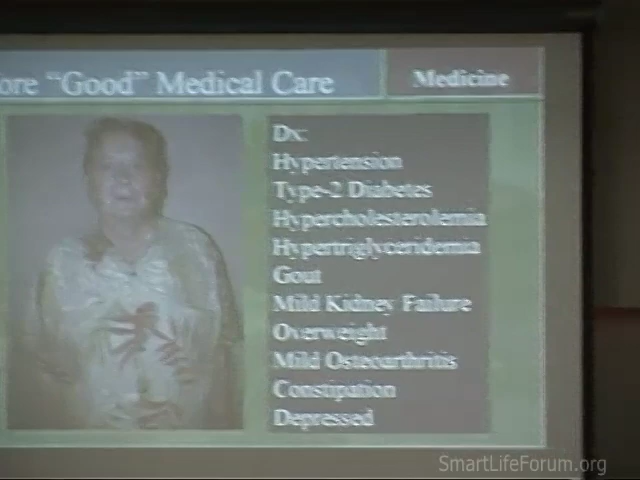 ore “Good” Medical Care
Medicine
Dx:
Hypertension
Type-2 Diabetes
Hypercholesterolemia
Hypertriglyceridemia
Gout
Mild Kidney Failure
Overweight
Mild Osteoarthritis
Constipation
Depressed
SmartLifeForum.org